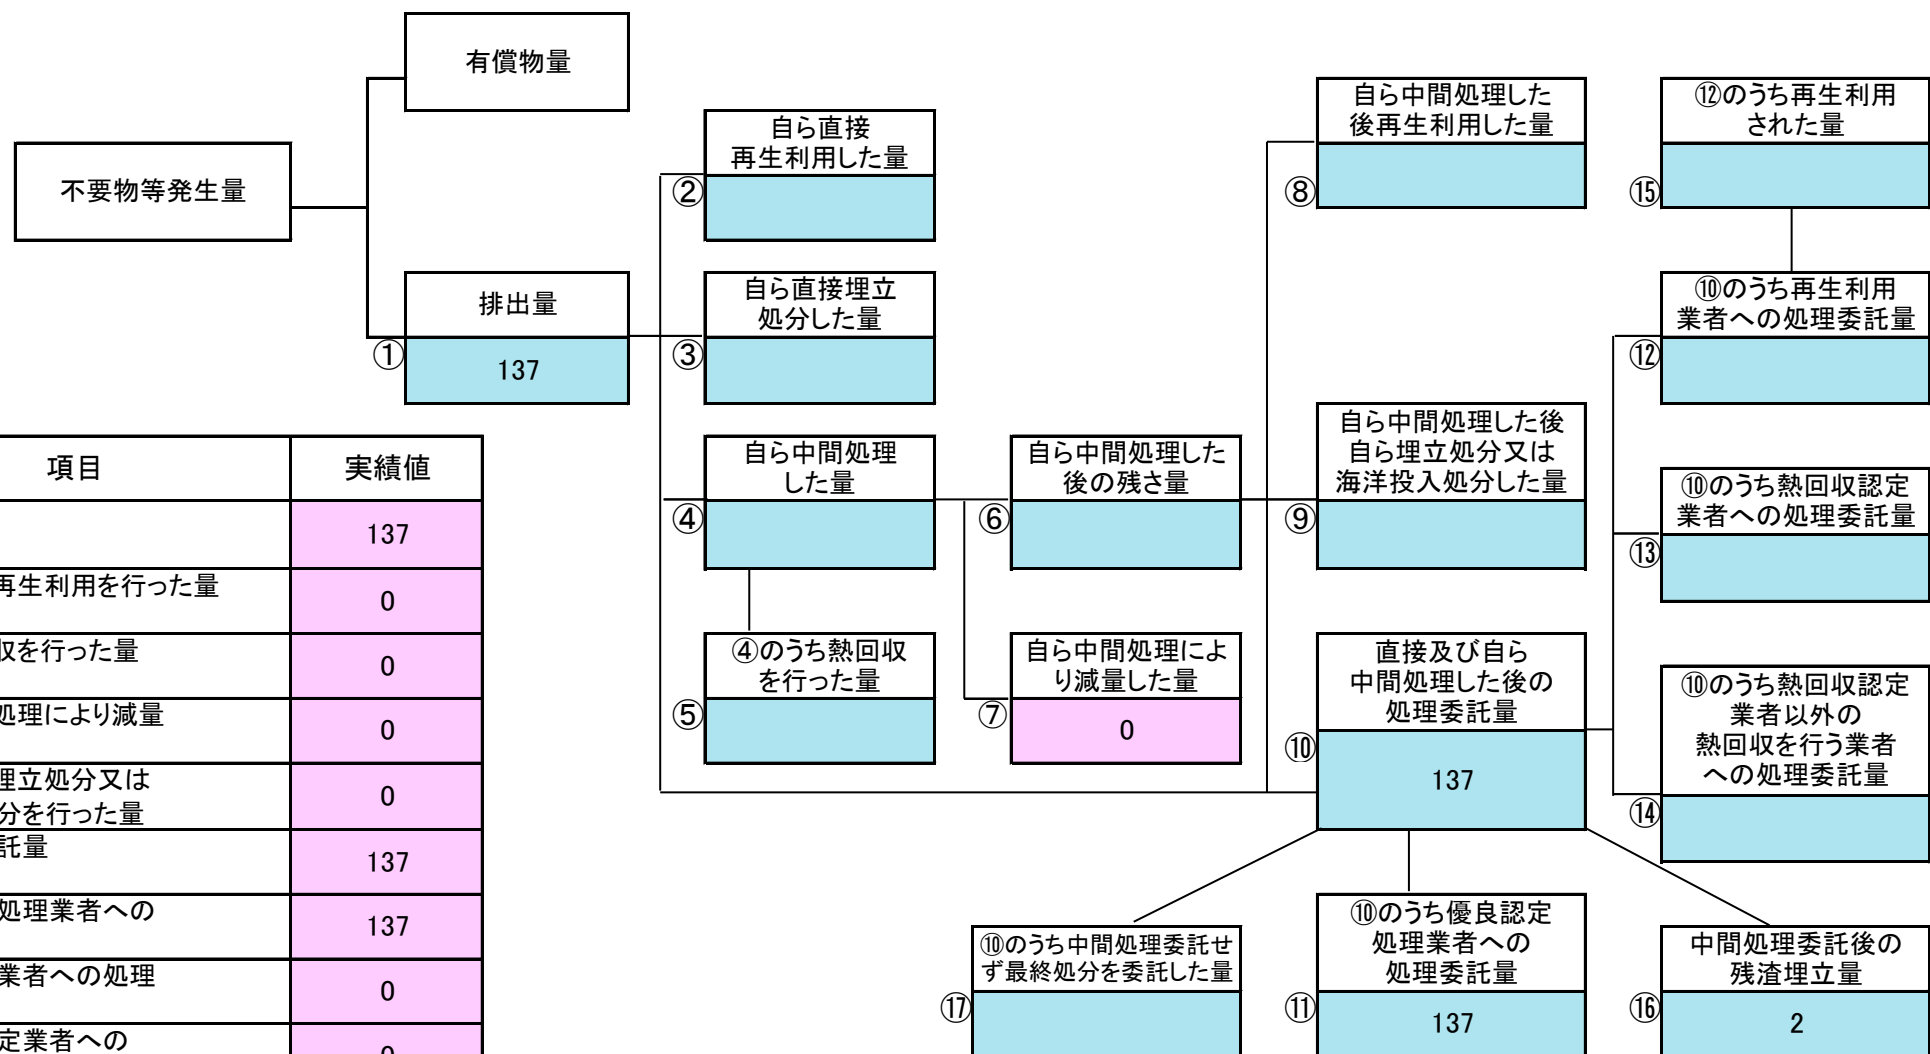 有償物量
不要物等発生量
排出量
①
137
自ら直接
再生利用した量
②
自ら直接埋立
処分した量
③
自ら中間処理
した量
④
④のうち熱回収
を行った量
⑤
自ら中間処理した
後の残さ量
⑥
自ら中間処理によ
り減量した量
⑦
0
自ら中間処理した
後再生利用した量
⑧
自ら中間処理した後
自ら埋立処分又は
海洋投入処分した量
⑨
直接及び自ら
中間処理した後の
処理委託量
⑩
137
⑫のうち再生利用
された量
⑮
⑩のうち再生利用
業者への処理委託量
⑫
⑩のうち熱回収認定
業者への処理委託量
⑬
⑩のうち熱回収認定
業者以外の
熱回収を行う業者
への処理委託量
⑭
⑩のうち中間処理委託せ
ず最終処分を委託した量
⑰
⑩のうち優良認定
処理業者への
処理委託量
⑪
137
中間処理委託後の
残渣埋立量
⑯
2
項目 実績値
137
再生利用を行った量
0
収を行った量
0
処理により減量
0
埋立処分又は
分を行った量
0
託量
137
処理業者への
137
業者への処理
0
定業者への
0